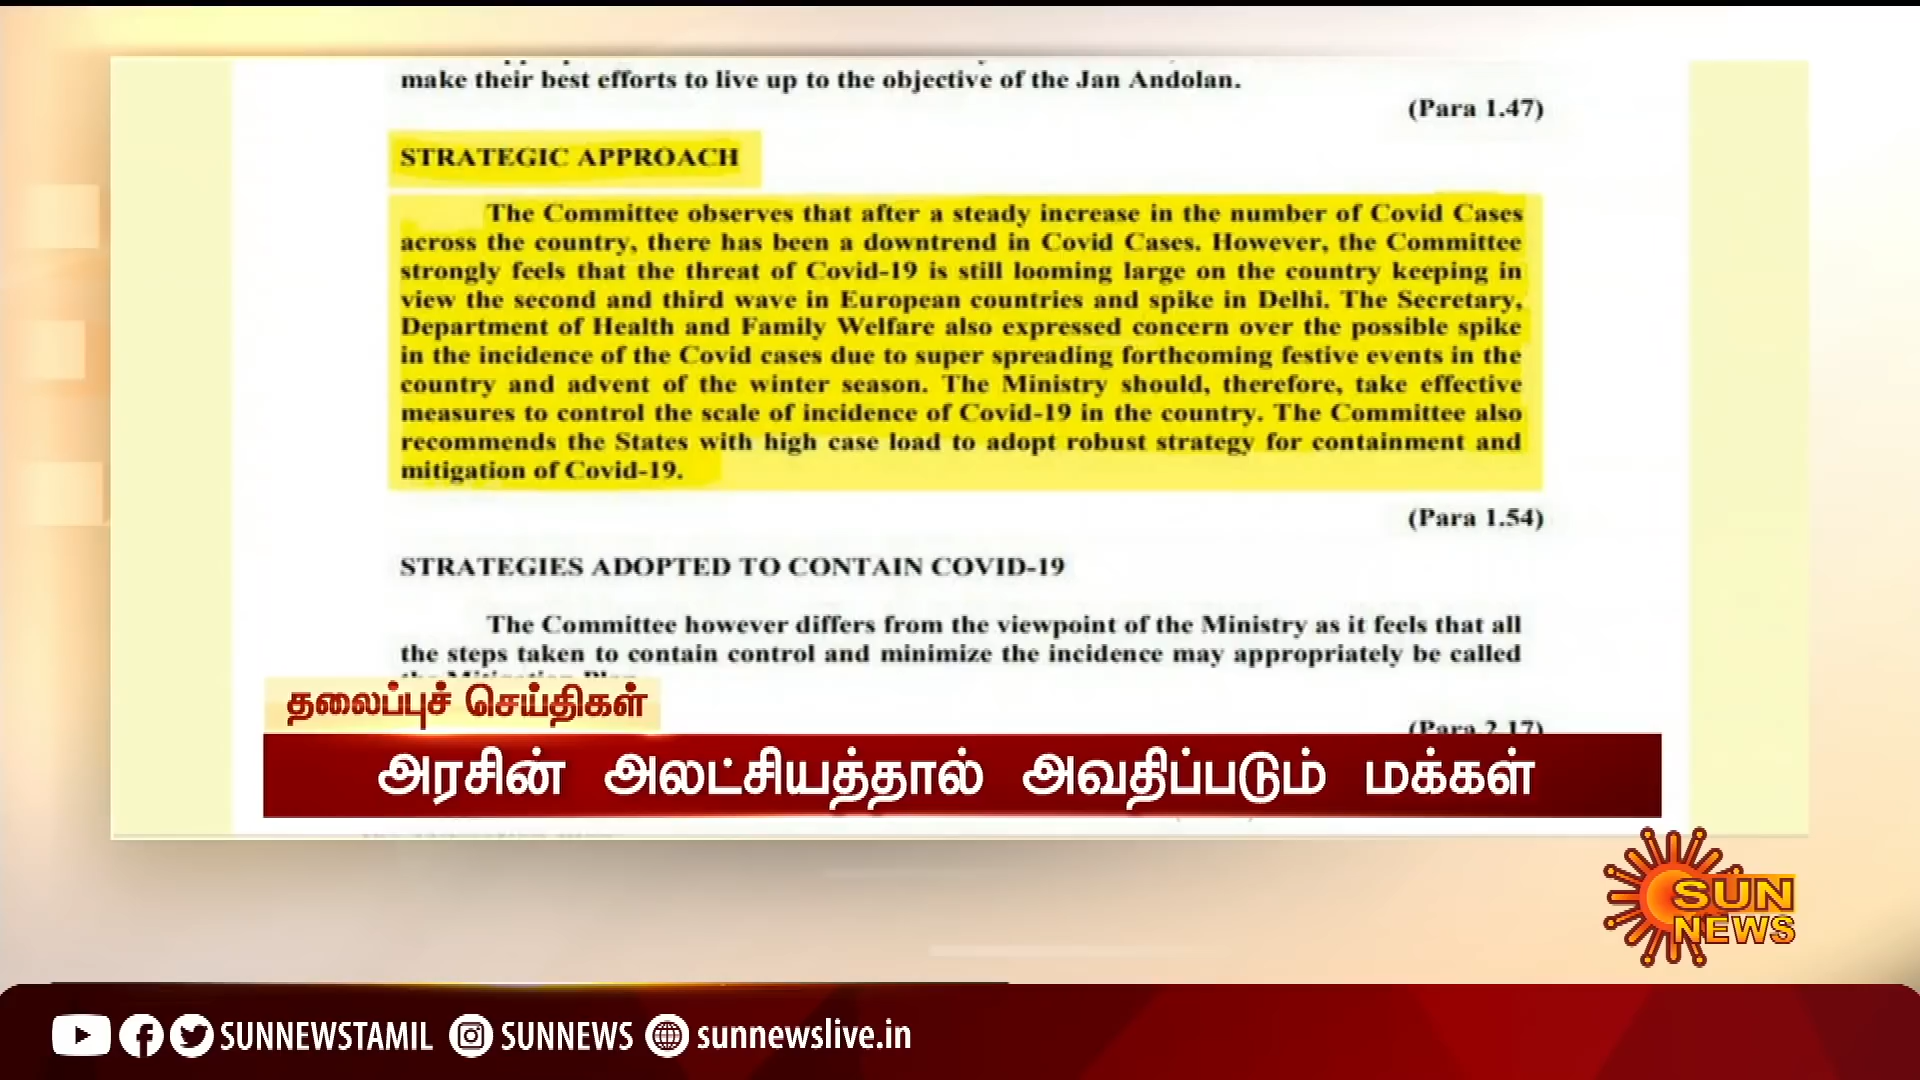 make their best efforts to live up to the objective of the Jan Andolan.
(Para 1.47)
STRATEGIC APPROACH
The Committee observes that after a steady increase in the number of Covid Cases
across the country, there has been a downtrend in Covid Cases. However, the Committee
strongly feels that the threat of Covid-19 is still looming large on the country keeping in
view the second and third wave in European countries and spike in Delhi. The Secretary,
Department of Health and Family Welfare also expressed concern over the possible spike
in the incidence of the Covid cases due to super spreading forthcoming festive events in the
country and advent of the winter season. The Ministry should, therefore, take effective
measures to control the scale of incidence of Covid-19 in the country. The Committee also
recommends the States with high case load to adopt robust strategy for containment and
mitigation of Covid-19.
(Para 1.54)
STRATEGIES ADOPTED TO CONTAIN COVID-19
The Committee however differs from the viewpoint of the Ministry as it feels that all
the steps taken to contain control and minimize the incidence may appropriately be called
(Para 2.17)
தலைப்புச் செய்திகள்
அரசின் அலட்சியத்தால் அவதிப்படும் மக்கள்
SUN
NEWS
SUNNEWSTAMIL SUNNEWS sunnewslive.in